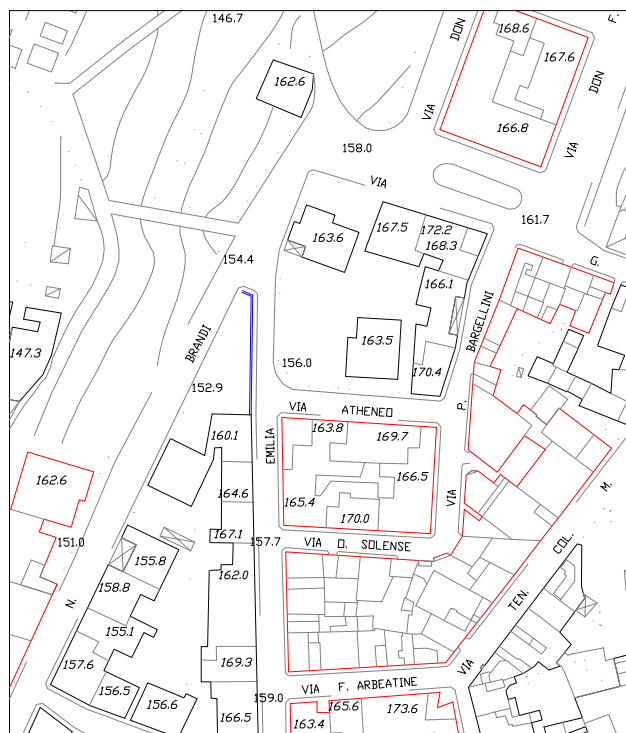 146.7
168.6
DON
F.
167.6
DON
162.6
VIA
166.8
158.0
VIA
VIA
161.7
167.5
172.2
163.6
168.3
154.4
G.
166.1
BARGELLINI
BRANDI
163.5
147.3
156.0
170.4
152.9
VIA ATHENEO
P.
160.1
EMILIA
163.8
169.7
162.6
166.5
164.6
165.4
VIA
M.
170.0
167.1
151.0
157.7
VIA O. SOLENSE
COL.
155.8
162.0
158.8
TEN.
N.
155.1
157.6
169.3
VIA
156.5
159.0
VIA F. ARBEATINE
156.6
166.5
165.6
173.6
163.4